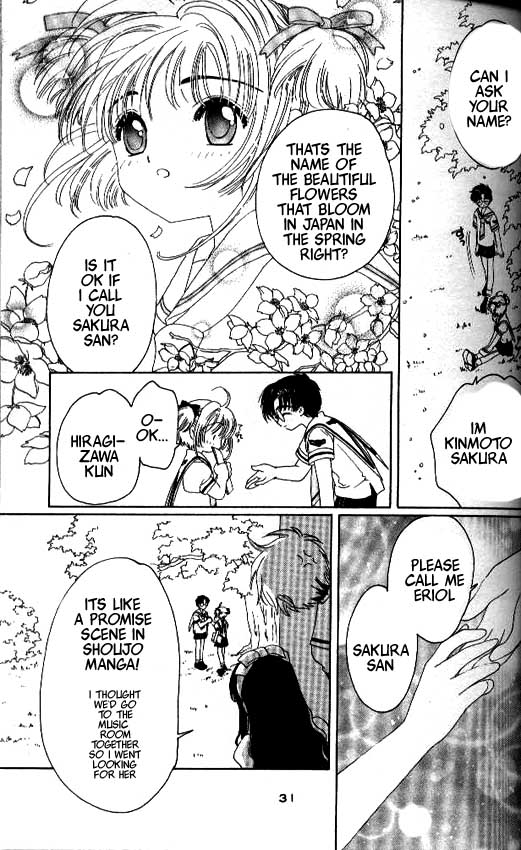 CAN I
ASK
YOUR
NAME?
IM
KINMOTO
SAKURA
THATS THE
NAME OF
THE BEAUTIFUL
FLOWERS
THAT BLOOM
IN JAPAN IN
THE SPRING
RIGHT?
IS IT
OK IF
I CALL
YOU
SAKURA
SAN?
O-
OK...
HIRAGI-
ZAWA
KUN
PLEASE
CALL ME
ERIOL
SAKURA
SAN
ITS LIKE
A PROMISE
SCENE IN
SHOUJO
MANGA!
I THOUGHT
WE'D GO
TO THE
MUSIC
ROOM
TOGETHER
SO I WENT
LOOKING
FOR HER
31